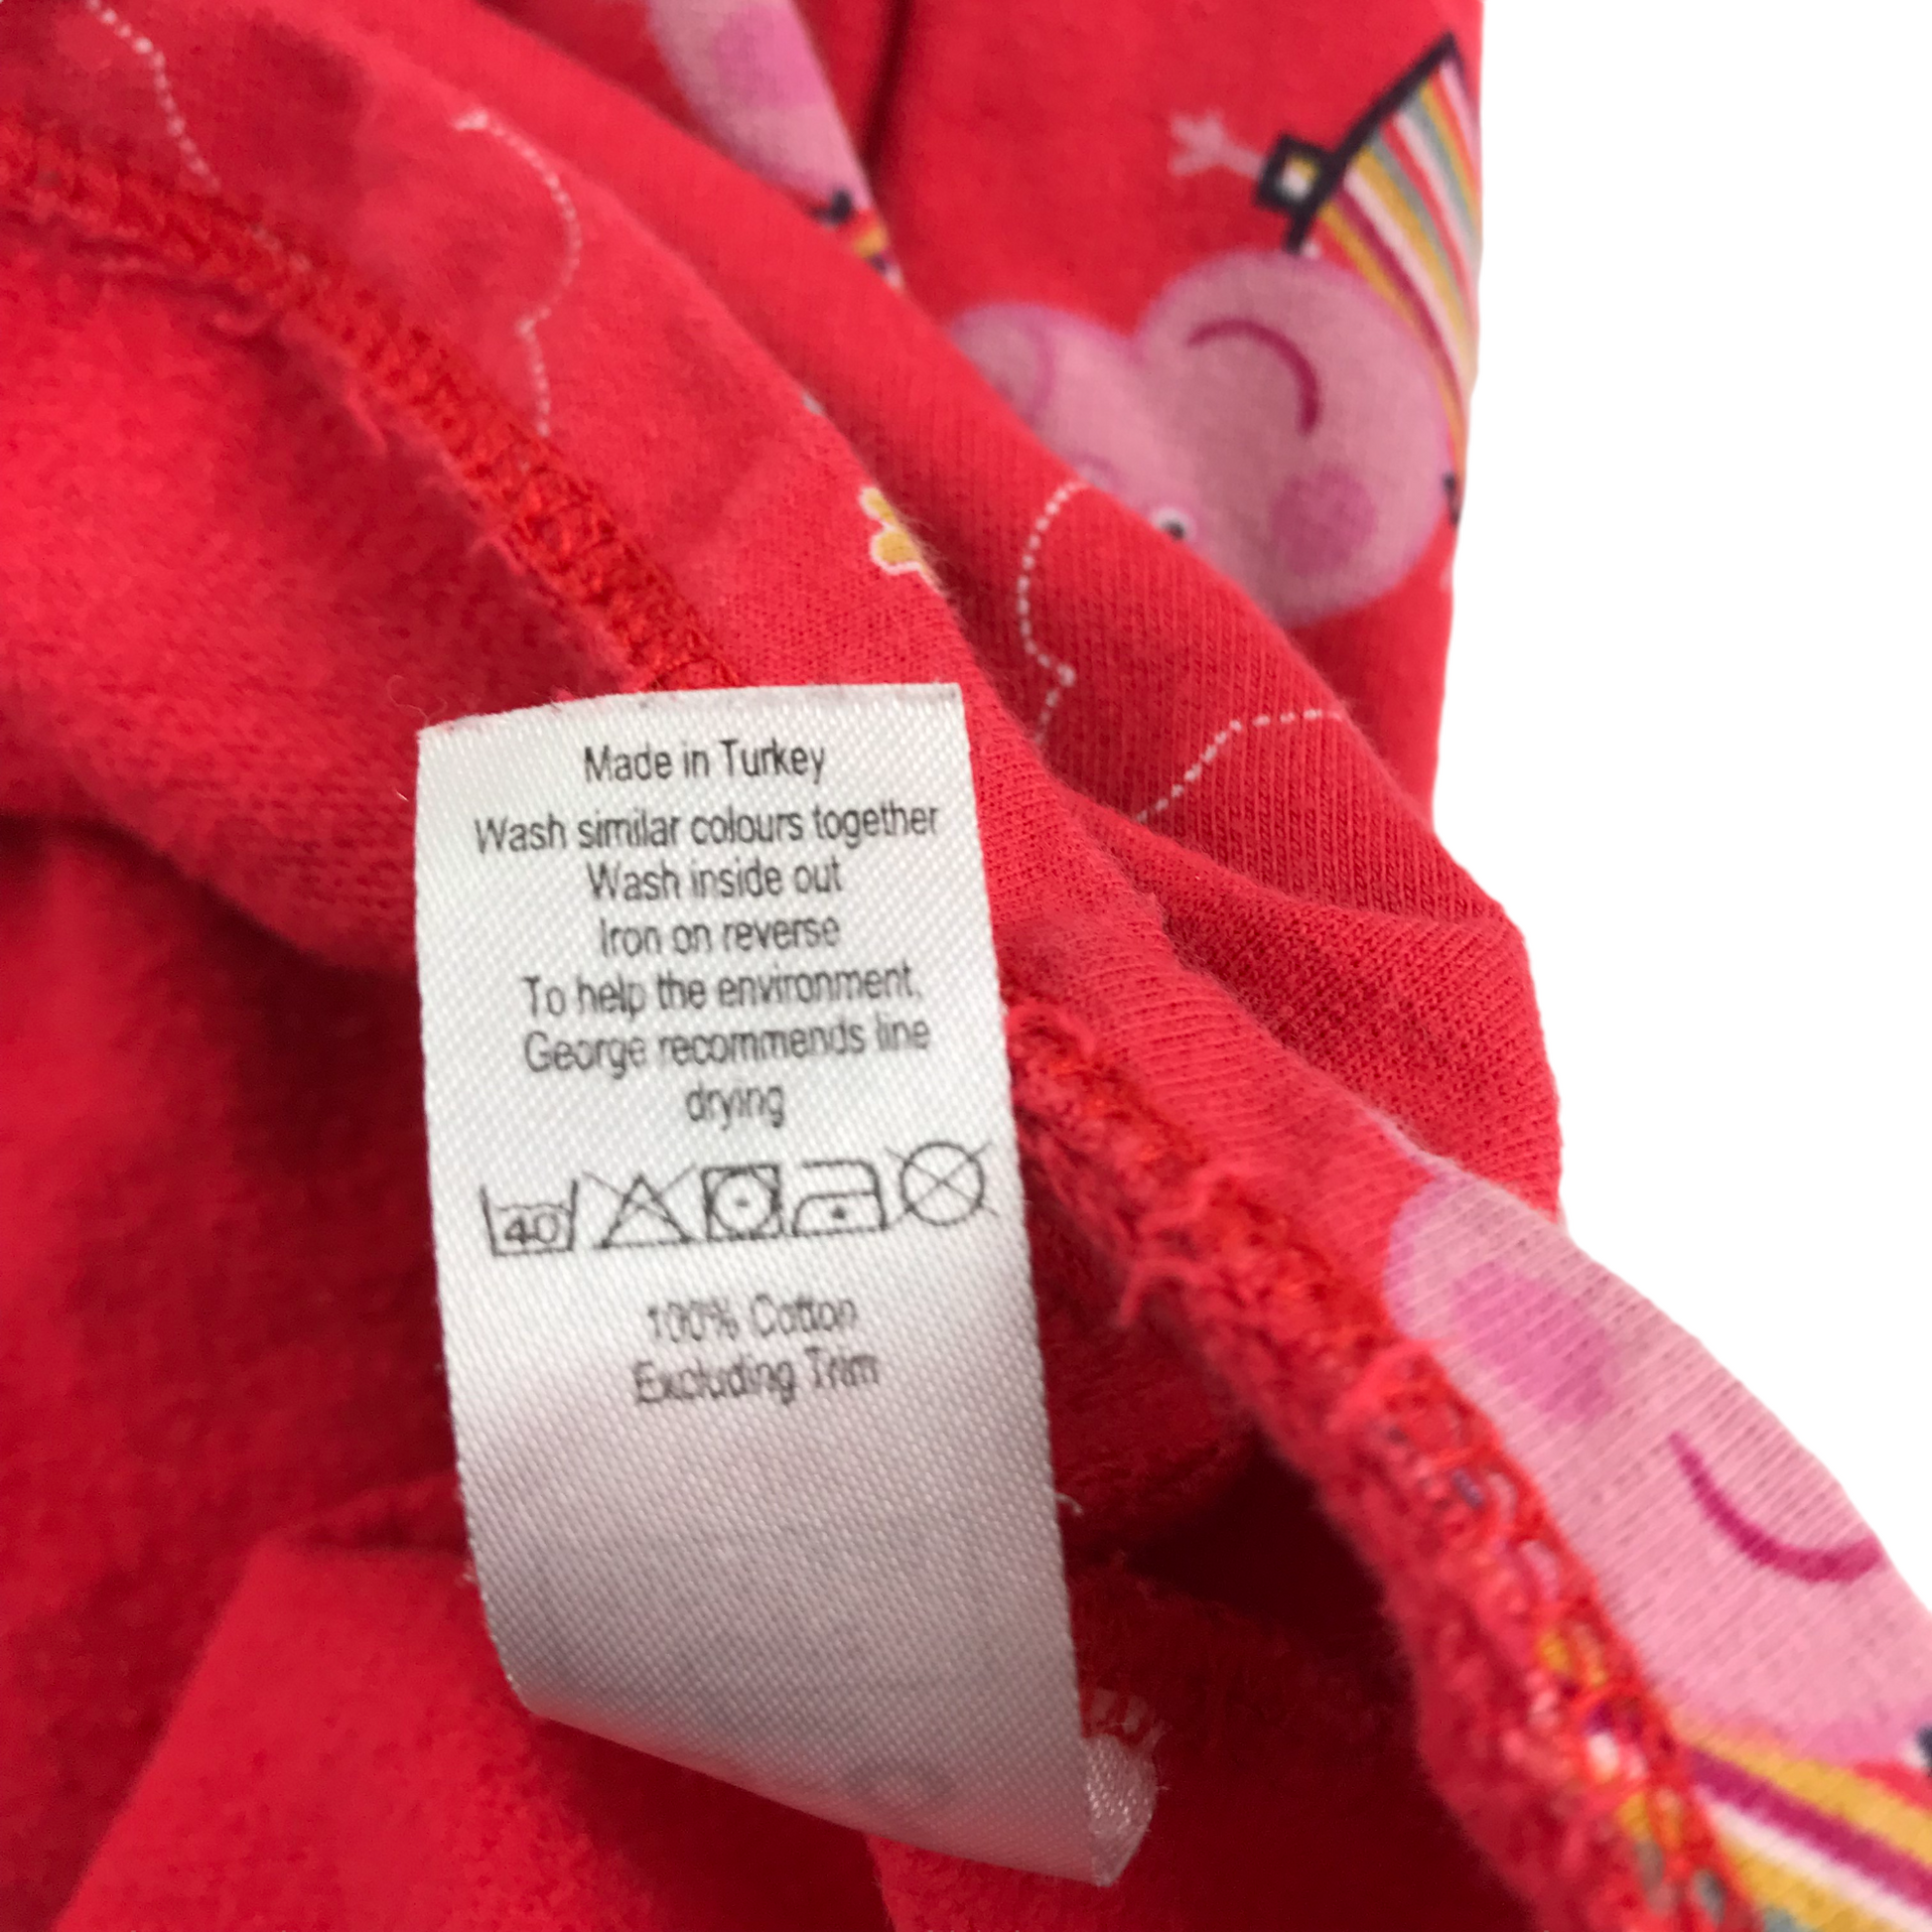 Made in Turkey
Wash similar colours together
Wash inside out
Iron on reverse
To help the environment,
George recommends line
drying
40
100% Cotton
Excluding Trim